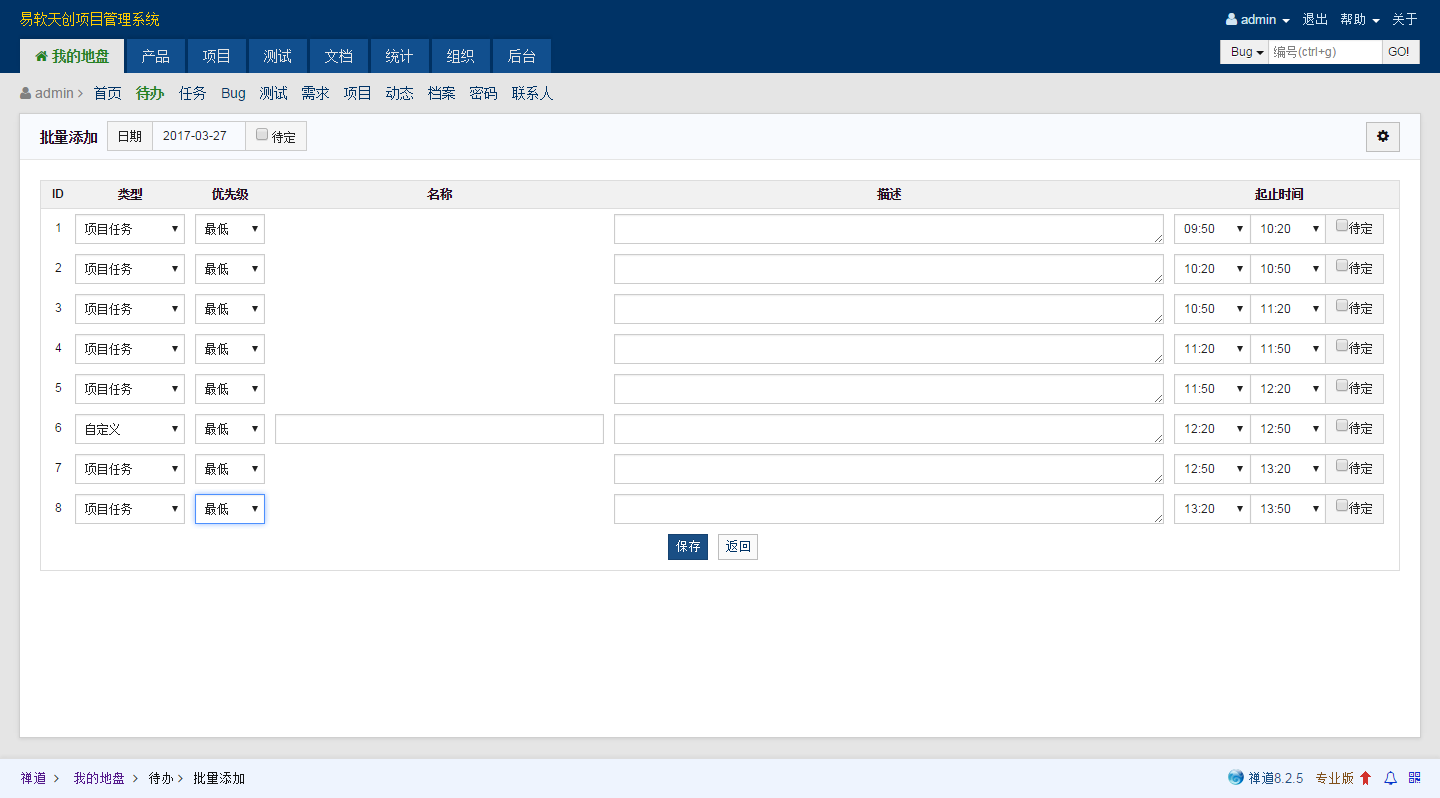 易软天创项目管理系统 admin 退出 帮助 关于
我的地盘 产品 项目 测试 文档 统计 组织 后台 Bug 编号(ctrl+g) GO!
admin 首页 待办 任务 Bug 测试 需求 项目 动态 档案 密码 联系人
批量添加 日期 2017-03-27 待定
ID 类型 优先级 名称 描述 起止时间
1 项目任务 最低 09:50 10:20 待定
2 项目任务 最低 10:20 10:50 待定
3 项目任务 最低 10:50 11:20 待定
4 项目任务 最低 11:20 11:50 待定
5 项目任务 最低 11:50 12:20 待定
6 自定义 最低 12:20 12:50 待定
7 项目任务 最低 12:50 13:20 待定
8 项目任务 最低 13:20 13:50 待定
保存 返回
禅道 我的地盘 待办 批量添加 禅道8.2.5 专业版